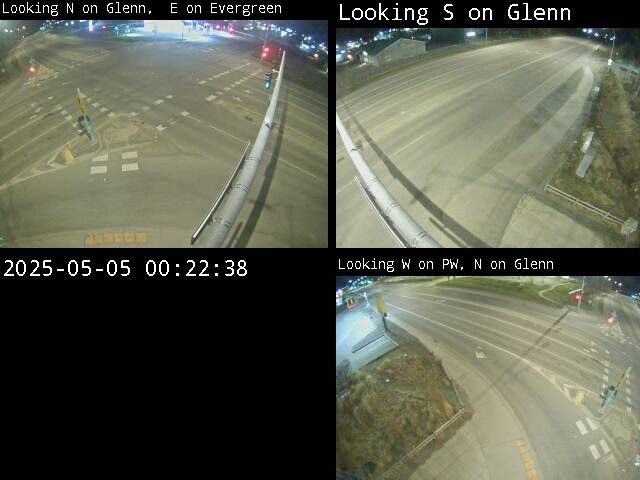 Looking N on Glenn,  E on Evergreen
Looking S on Glenn
2025-05-05 00:22:38
Looking W on PW, N on Glenn